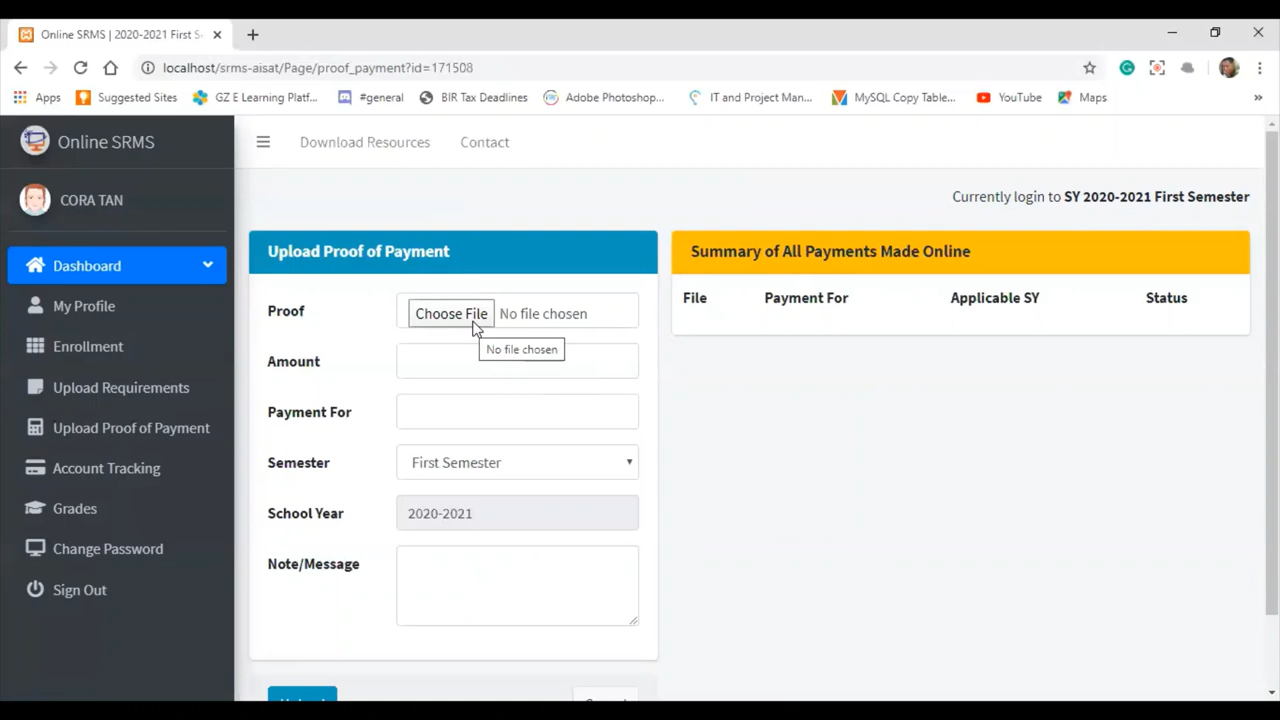 Online SRMS | 2020-2021 First S
localhost/srms-aisat/Page/proof_payment?id=171508
Apps Suggested Sites GZ E Learning Platf... #general BIR Tax Deadlines Adobe Photoshop... IT and Project Man... MySQL Copy Table... YouTube Maps »
Online SRMS
Download Resources Contact
CORA TAN
Currently login to SY 2020-2021 First Semester
Dashboard
My Profile
Enrollment
Upload Requirements
Upload Proof of Payment
Account Tracking
Grades
Change Password
Sign Out
Upload Proof of Payment
Proof Choose File No file chosen
No file chosen
Amount
Payment For
Semester First Semester
School Year 2020-2021
Note/Message
Summary of All Payments Made Online
File Payment For Applicable SY Status